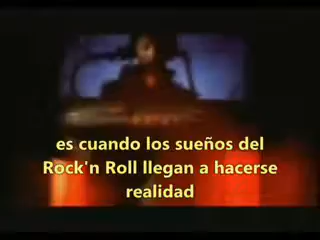 es cuando los sueños del
Rock'n Roll llegan a hacerse
realidad